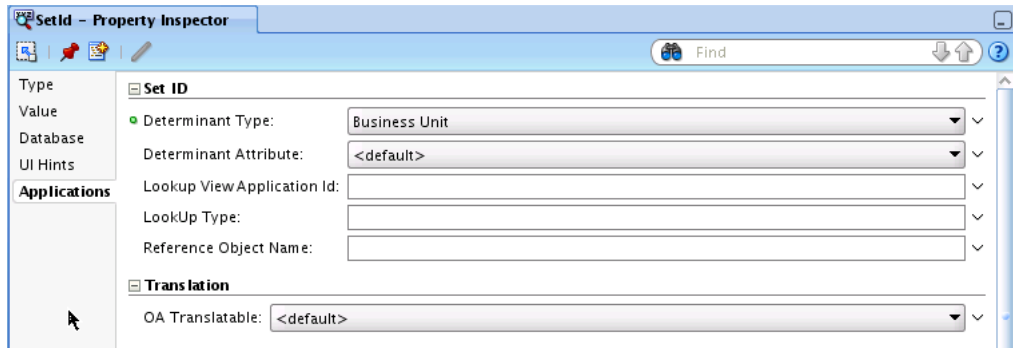 SetId - Property Inspector
Find
Type
Value
Database
UI Hints
Applications
Set ID
Determinant Type: Business Unit
Determinant Attribute: <default>
Lookup View Application Id:
LookUp Type:
Reference Object Name:
Translation
OA Translatable: <default>